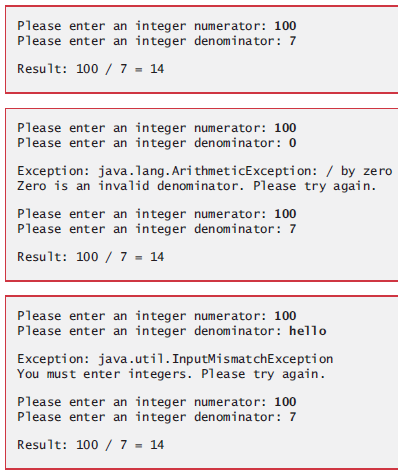 Please enter an integer numerator: 100
Please enter an integer denominator: 7
Result: 100 / 7 = 14
Please enter an integer numerator: 100
Please enter an integer denominator: 0
Exception: java.lang.ArithmeticException: / by zero
Zero is an invalid denominator. Please try again.
Please enter an integer numerator: 100
Please enter an integer denominator: 7
Result: 100 / 7 = 14
Please enter an integer numerator: 100
Please enter an integer denominator: hello
Exception: java.util.InputMismatchException
You must enter integers. Please try again.
Please enter an integer numerator: 100
Please enter an integer denominator: 7
Result: 100 / 7 = 14